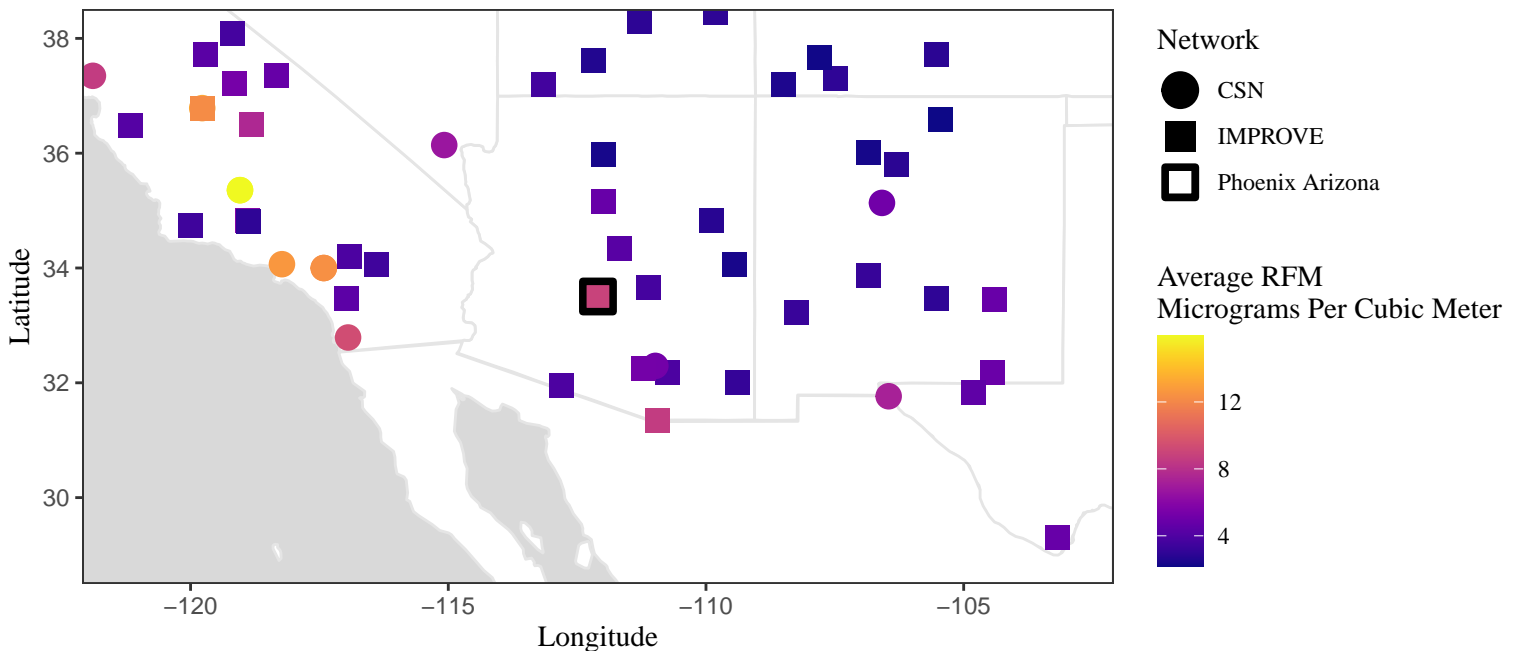 38
36
34
32
30
Latitude
−120
−115
−110
−105
Longitude
Network
CSN
IMPROVE
Phoenix Arizona
Average RFM
Micrograms Per Cubic Meter
12
8
4